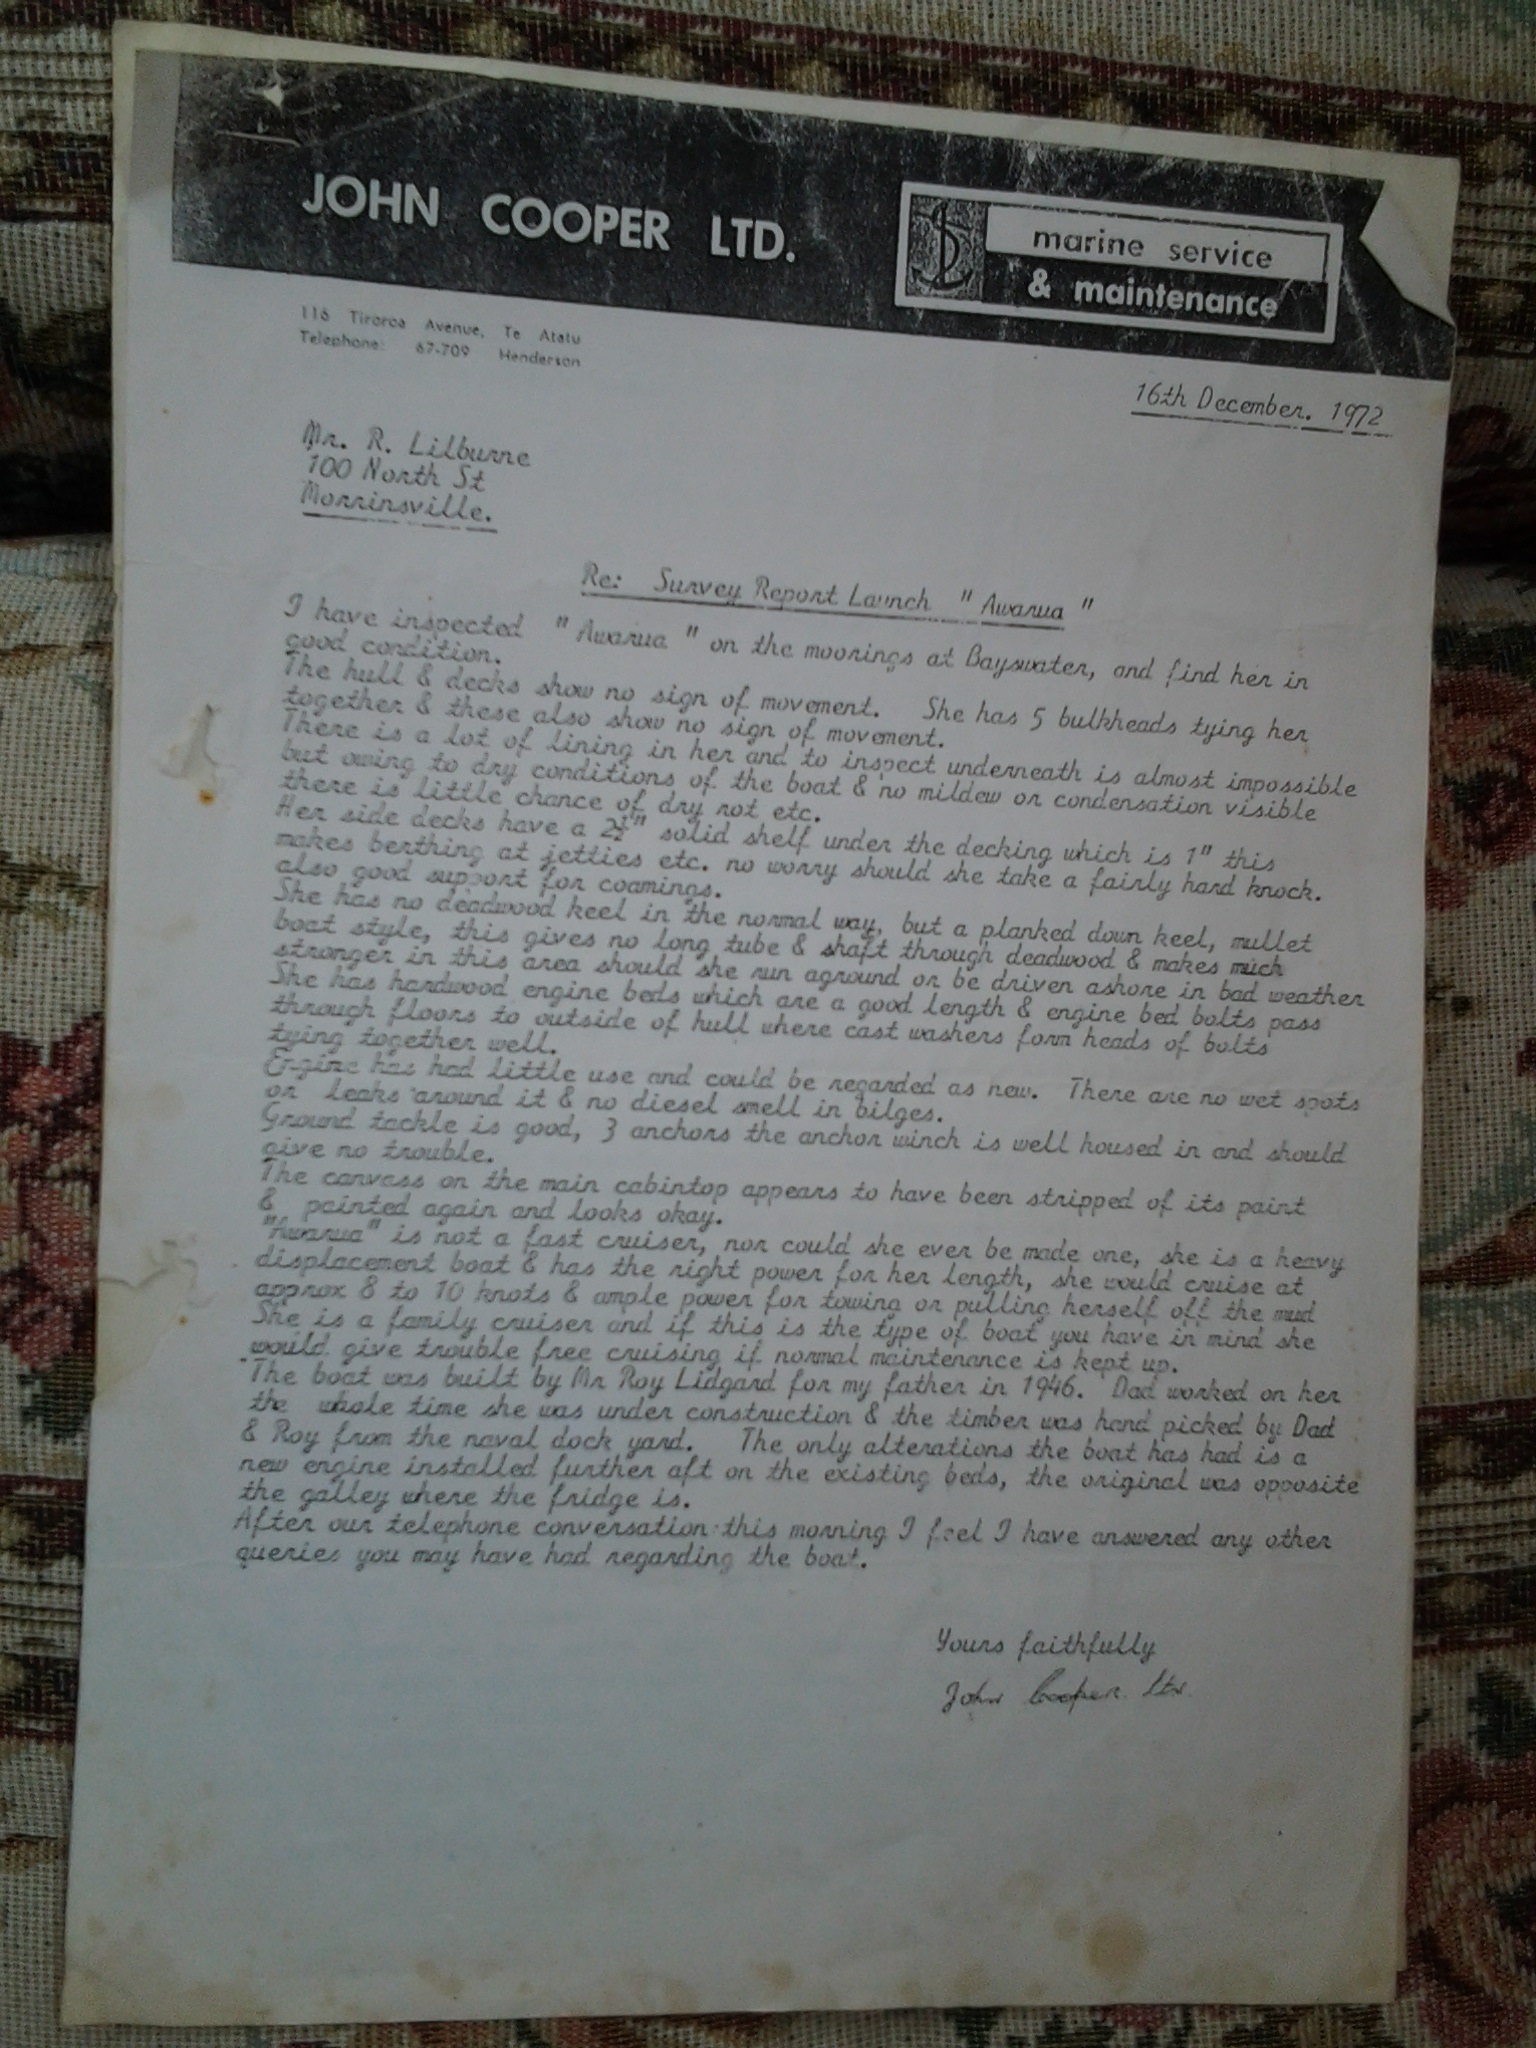 JOHN COOPER LTD.
marine service
& maintenance
116 Tiroroa Avenue, Te Atatu
Telephone: 67-709 Henderson
16th December. 1972
Mr. R. Lilburne
100 North St
Morrinsville.
Re: Survey Report Launch "Awarua"
I have inspected "Awarua" on the moorings at Bayswater, and find her in
good condition.
The hull & decks show no sign of movement. She has 5 bulkheads tying her
together & these also show no sign of movement.
There is a lot of lining in her and to inspect underneath is almost impossible
but owing to dry conditions of the boat & no mildew or condensation visible
there is little chance of dry rot etc.
Her side decks have a 2½" solid shelf under the decking which is 1" this
makes berthing at jetties etc. no worry should she take a fairly hard knock.
also good support for coamings.
She has no deadwood keel in the normal way, but a planked down keel, mullet
boat style, this gives no long tube & shaft through deadwood & makes much
stronger in this area should she run aground or be driven ashore in bad weather
She has hardwood engine beds which are a good length & engine bed bolts pass
through floors to outside of hull where cast washers form heads of bolts
tying together well.
Engine has had little use and could be regarded as new. There are no wet spots
or leaks around it & no diesel smell in bilges.
Ground tackle is good, 3 anchors the anchor winch is well housed in and should
give no trouble.
The canvass on the main cabintop appears to have been stripped of its paint
& painted again and looks okay.
"Awarua" is not a fast cruiser, nor could she ever be made one, she is a heavy
displacement boat & has the right power for her length, she would cruise at
approx 8 to 10 knots & ample power for towing or pulling herself off the mud
She is a family cruiser and if this is the type of boat you have in mind she
would give trouble free cruising if normal maintenance is kept up.
The boat was built by Mr Roy Lidgard for my father in 1946. Dad worked on her
the whole time she was under construction & the timber was hand picked by Dad
& Roy from the naval dock yard. The only alterations the boat has had is a
new engine installed further aft on the existing beds, the original was opposite
the galley where the fridge is.
After our telephone conversation this morning I feel I have answered any other
queries you may have had regarding the boat.
Yours faithfully
John Cooper Ltd.